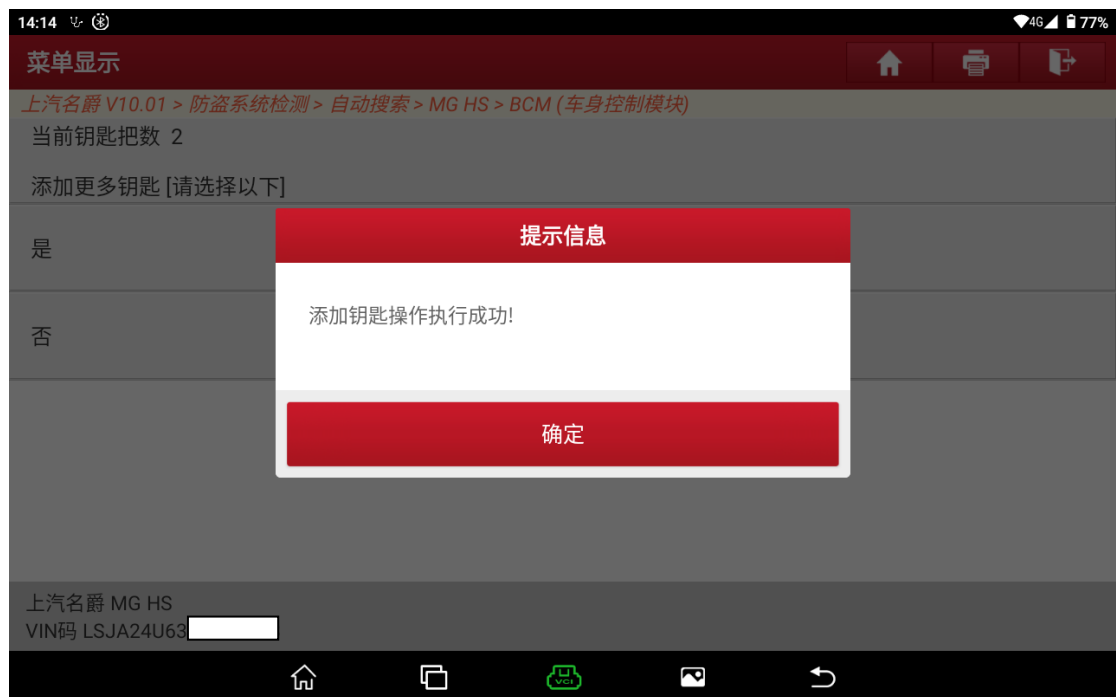 14:14
4G
77%
菜单显示
上汽名爵 V10.01 > 防盗系统检测 > 自动搜索 > MG HS > BCM (车身控制模块)
当前钥匙把数 2
添加更多钥匙 [请选择以下]
是
否
提示信息
添加钥匙操作执行成功!
确定
上汽名爵 MG HS
VIN码 LSJA24U63
VCI